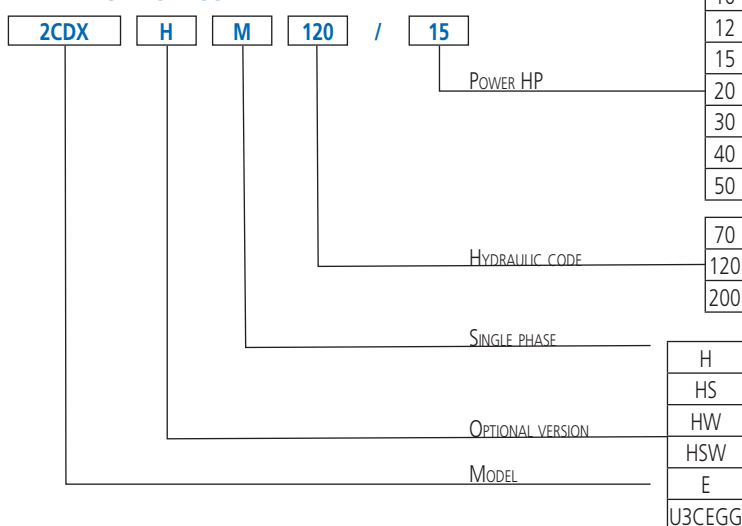 2CDX H M 120 / 15
12
15
Power HP
20
30
40
50
70
Hydraulic code
120
200
Single phase
H
HS
Optional version
HW
HSW
Model
E
U3CEGG